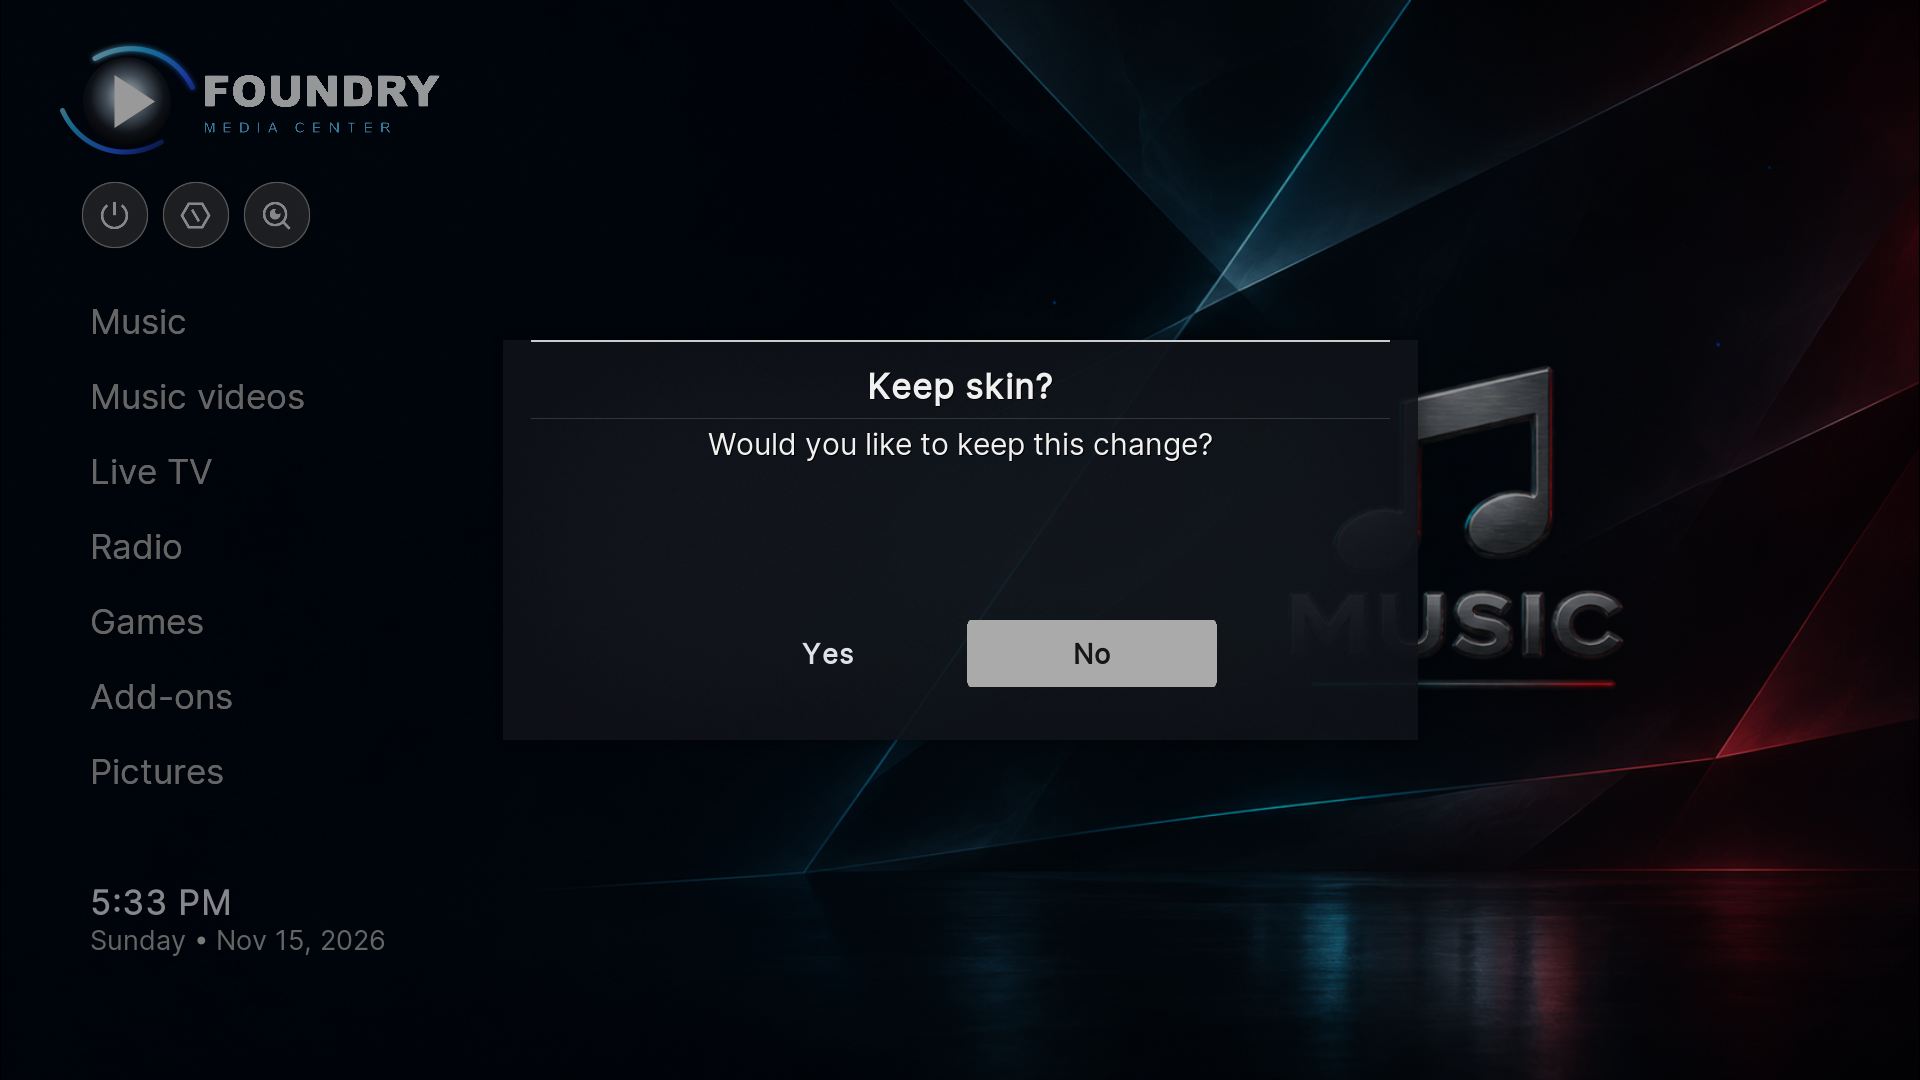 FOUNDRY
MEDIA CENTER
Music
Music videos
Live TV
Radio
Games
Add-ons
Pictures
5:33 PM
Sunday • Nov 15, 2026
Keep skin?
Would you like to keep this change?
Yes
No
MUSIC